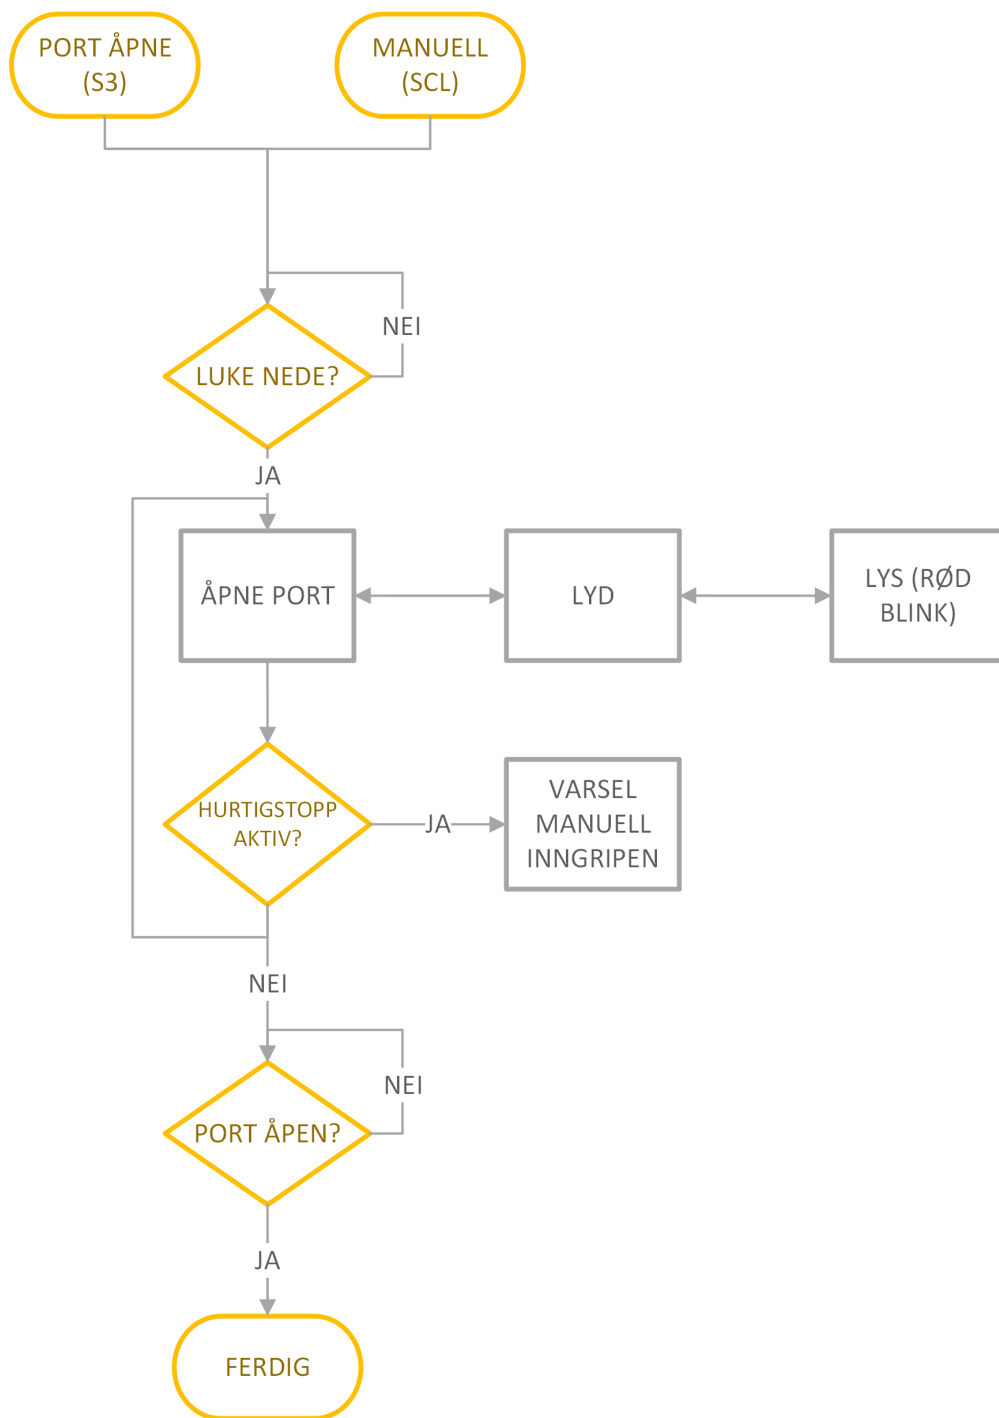 PORT ÅPNE
(S3)
MANUELL
(SCL)
NEI
LUKE NEDE?
JA
ÅPNE PORT
LYD
LYS (RØD
BLINK)
HURTIGSTOPP
AKTIV?
JA
VARSEL
MANUELL
INNGRIPEN
NEI
NEI
PORT ÅPEN?
JA
FERDIG